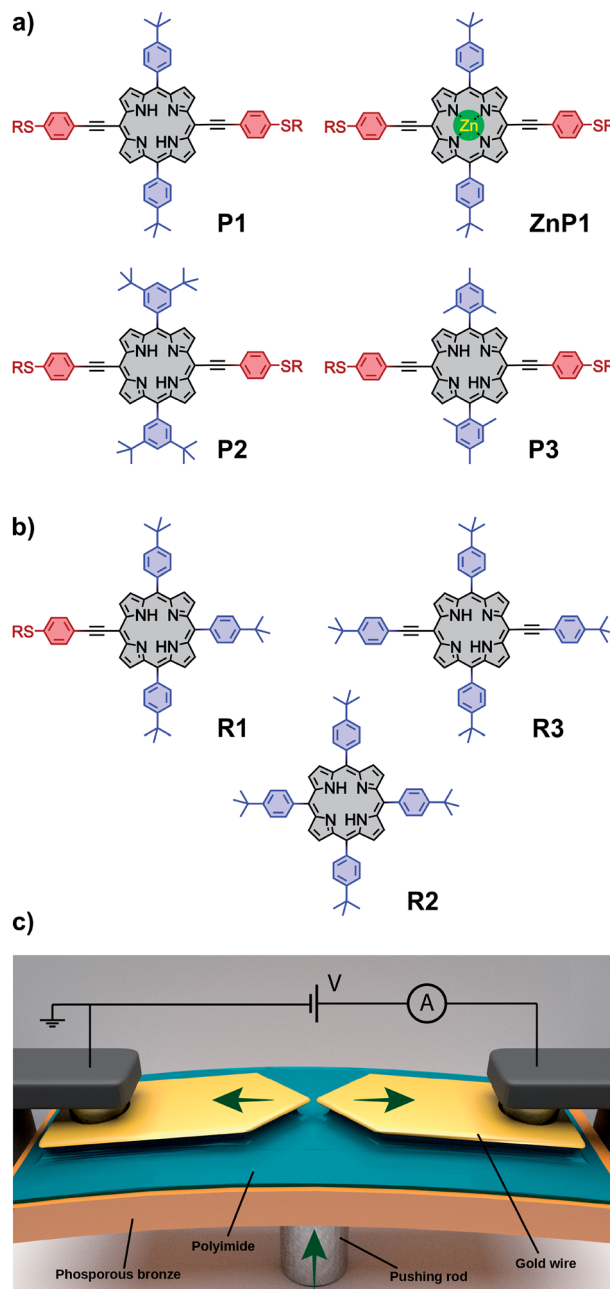 a)
RS
NH
N
N
HN
SR
P1
RS
N
N
Zn
N
N
SR
ZnP1
RS
NH
N
N
HN
SR
P2
RS
NH
N
N
HN
SR
P3
b)
RS
NH
N
N
HN
R1
NH
N
N
HN
R3
NH
N
N
HN
R2
c)
V
A
Gold wire
Polyimide
Pushing rod
Phosporous bronze